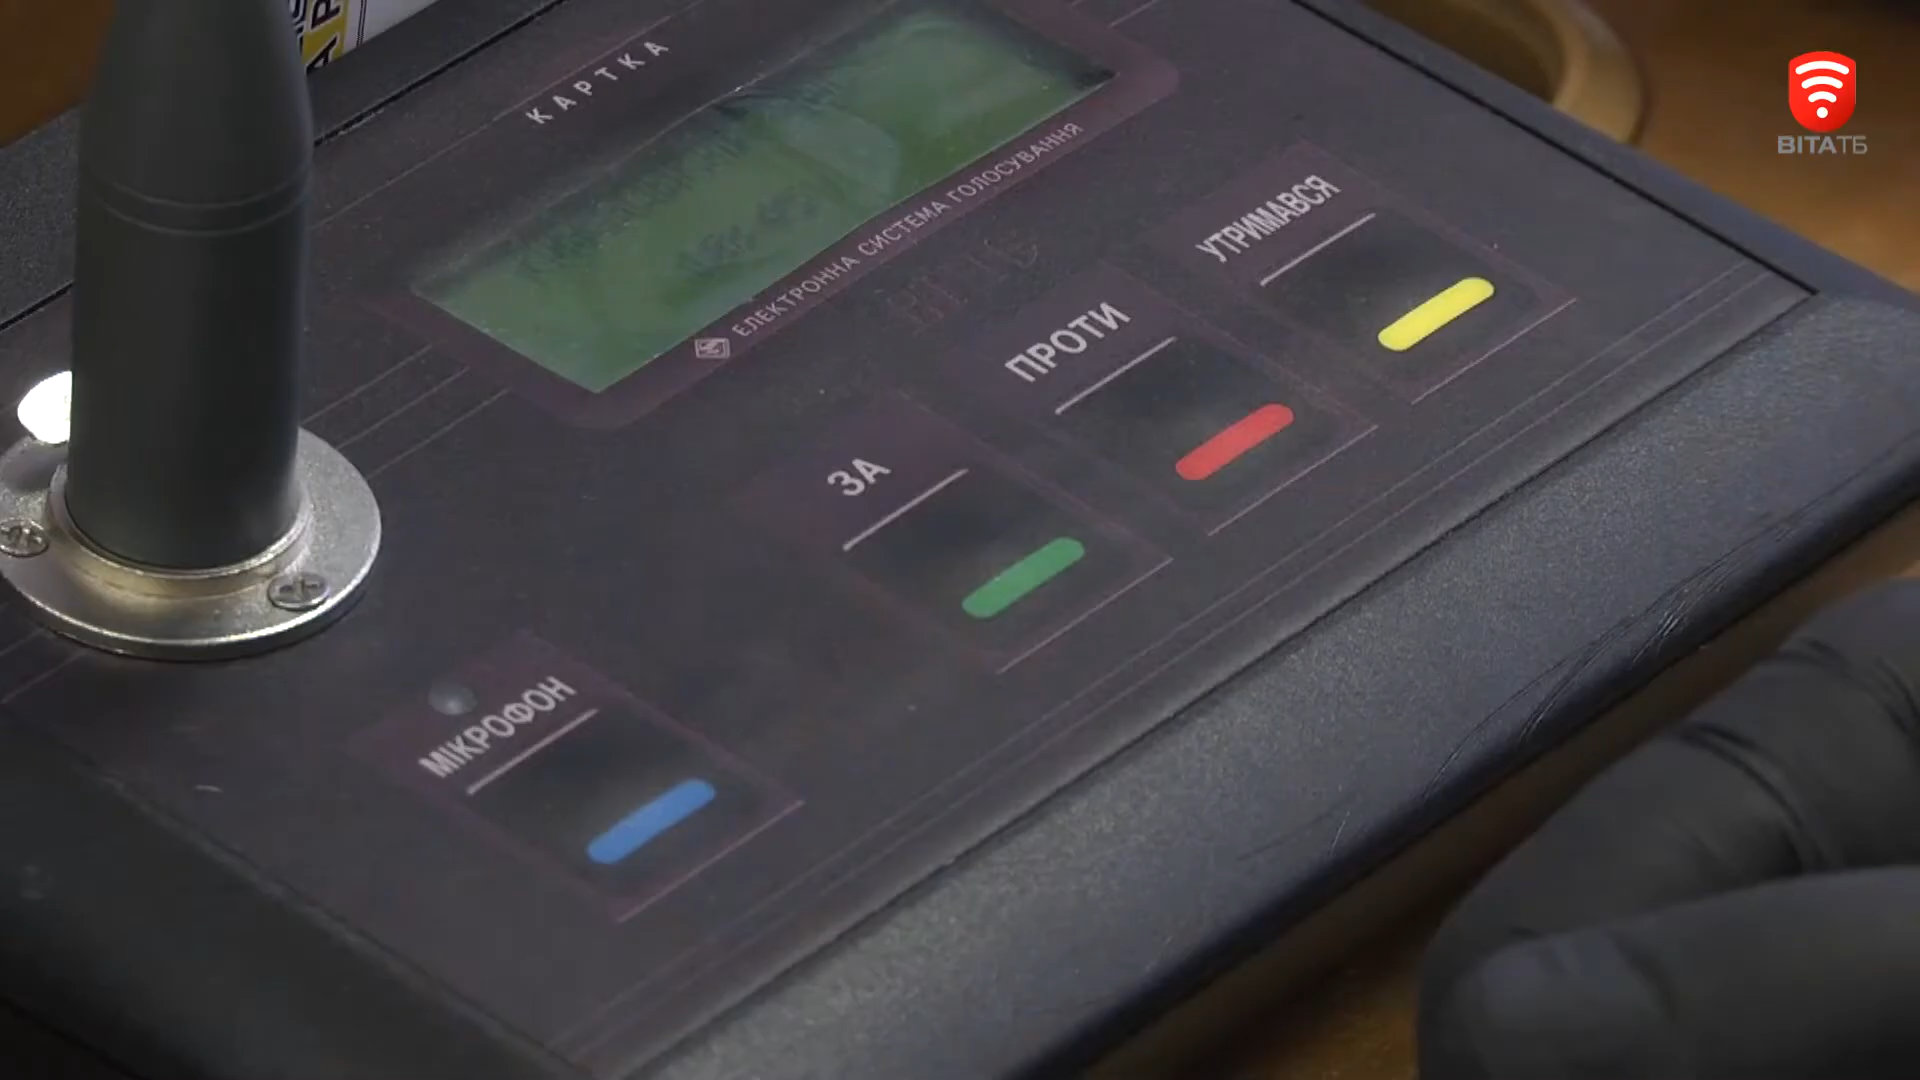 КАРТКА
ЕЛЕКТРОННА СИСТЕМА ГОЛОСУВАННЯ
УТРИМАВСЯ
ПРОТИ
ЗА
МІКРОФОН
ВІТАТБ